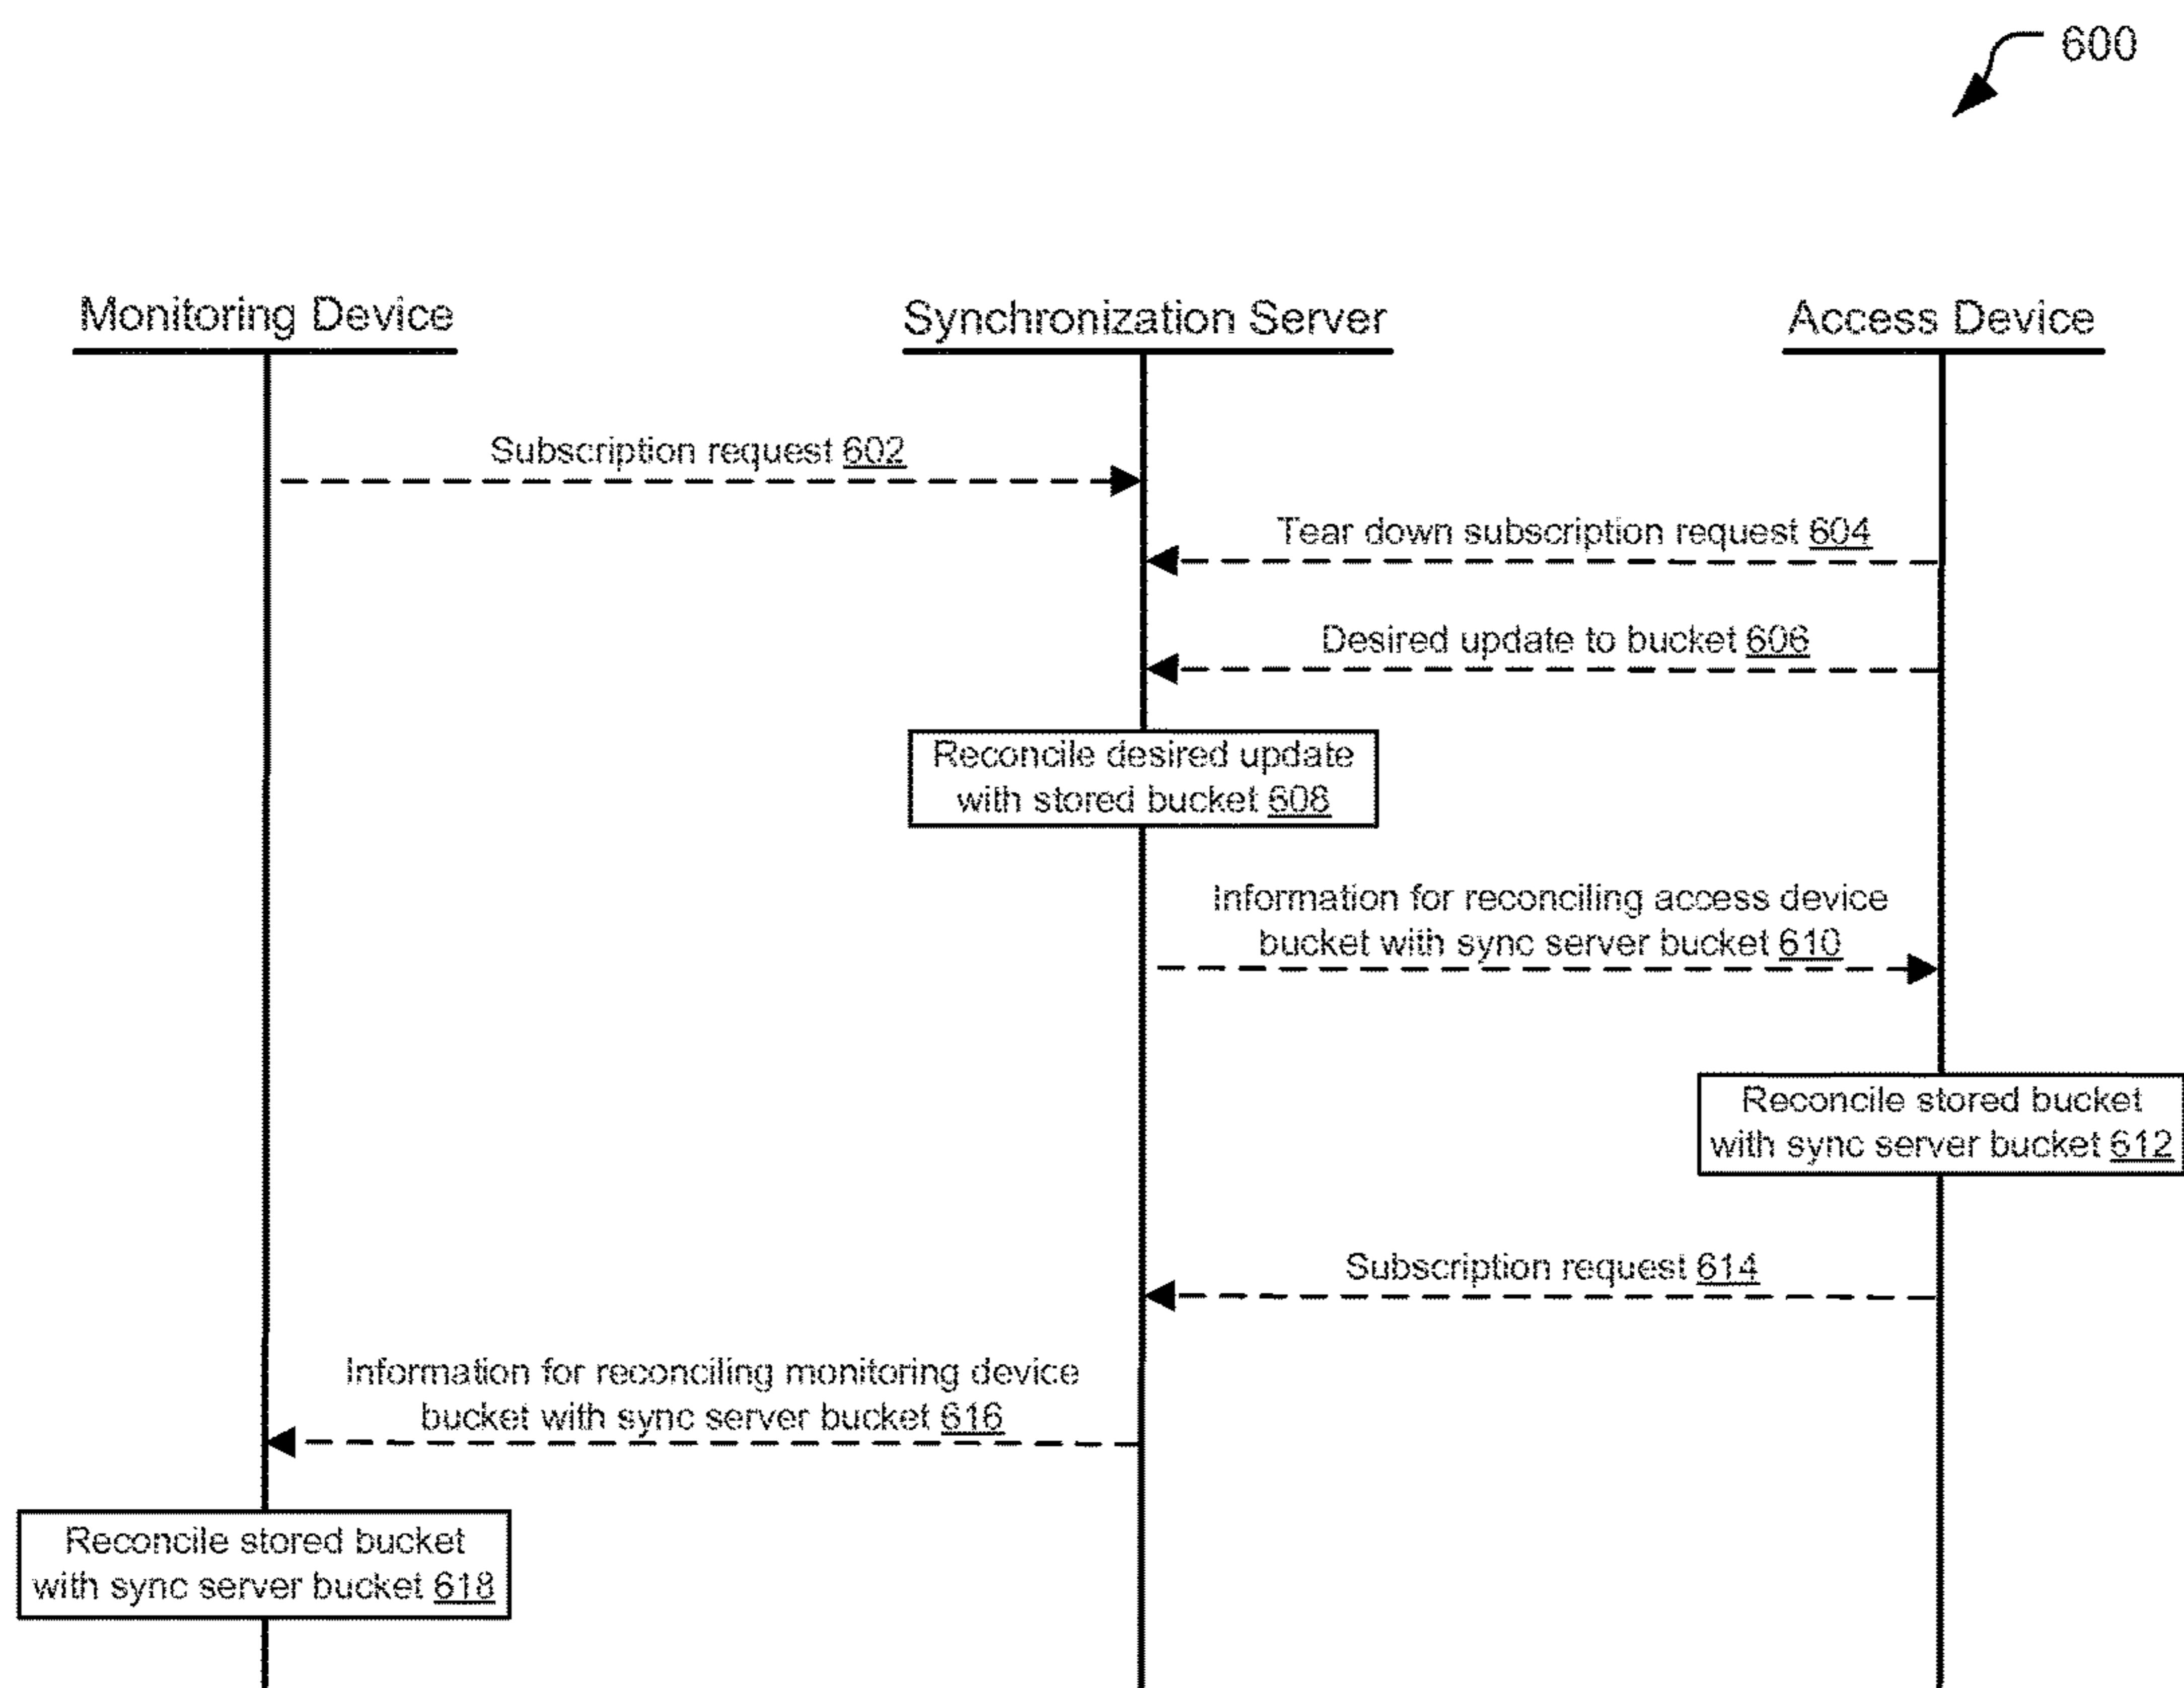 600
Monitoring Device
Synchronization Server
Access Device
Subscription request 602
Tear down subscription request 604
Desired update to bucket 606
Reconcile desired update
with stored bucket 608
Information for reconciling access device
bucket with sync server bucket 610
Reconcile stored bucket
with sync server bucket 612
Subscription request 614
Information for reconciling monitoring device
bucket with sync server bucket 616
Reconcile stored bucket
with sync server bucket 618